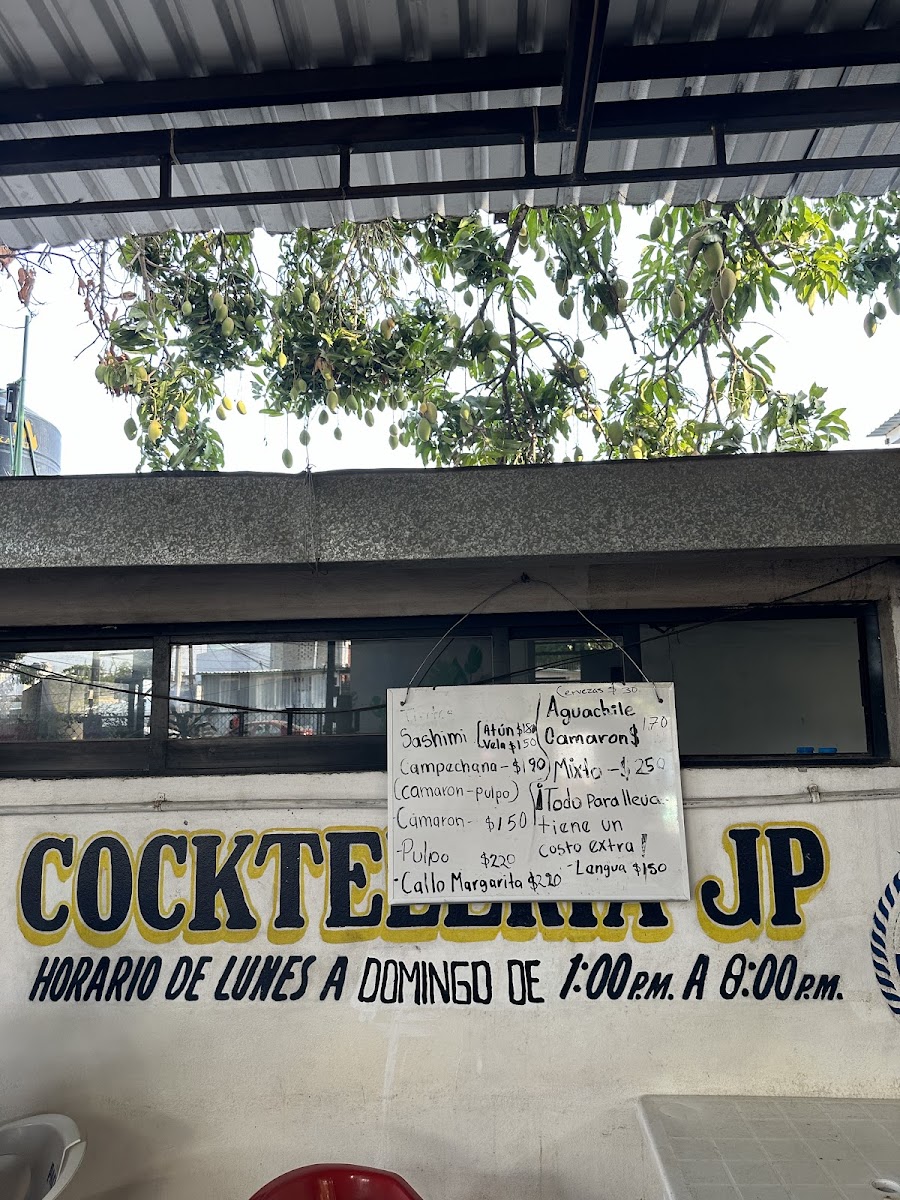 Cervezas $ 30
Sashimi Atún $180
Vela $150
Campechana - $190
(camaron-pulpo)
Camaron - $150
-Pulpo $220
-Callo Margarita $220
Aguachile
Camaron $170
Mixto - $250
¡Todo Para lleva
tiene un
costo extra!
-Langua $150
COCKTELERIA JP
HORARIO DE LUNES A DOMINGO DE 1:00 P.M. A 8:00 P.M.